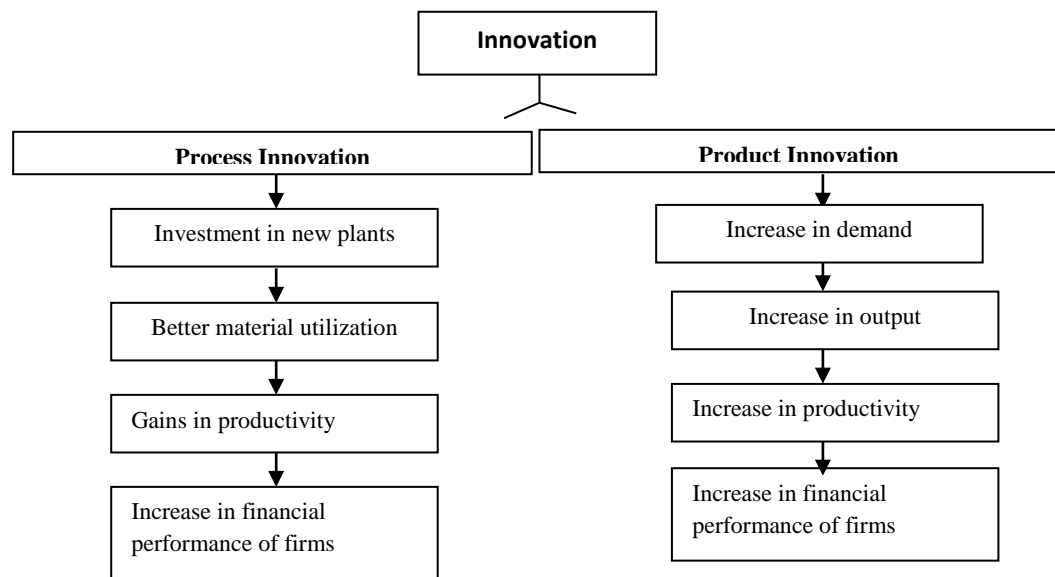 Innovation
Process Innovation
Product Innovation
Investment in new plants
Increase in demand
Better material utilization
Increase in output
Gains in productivity
Increase in productivity
Increase in financial
performance of firms
Increase in financial
performance of firms